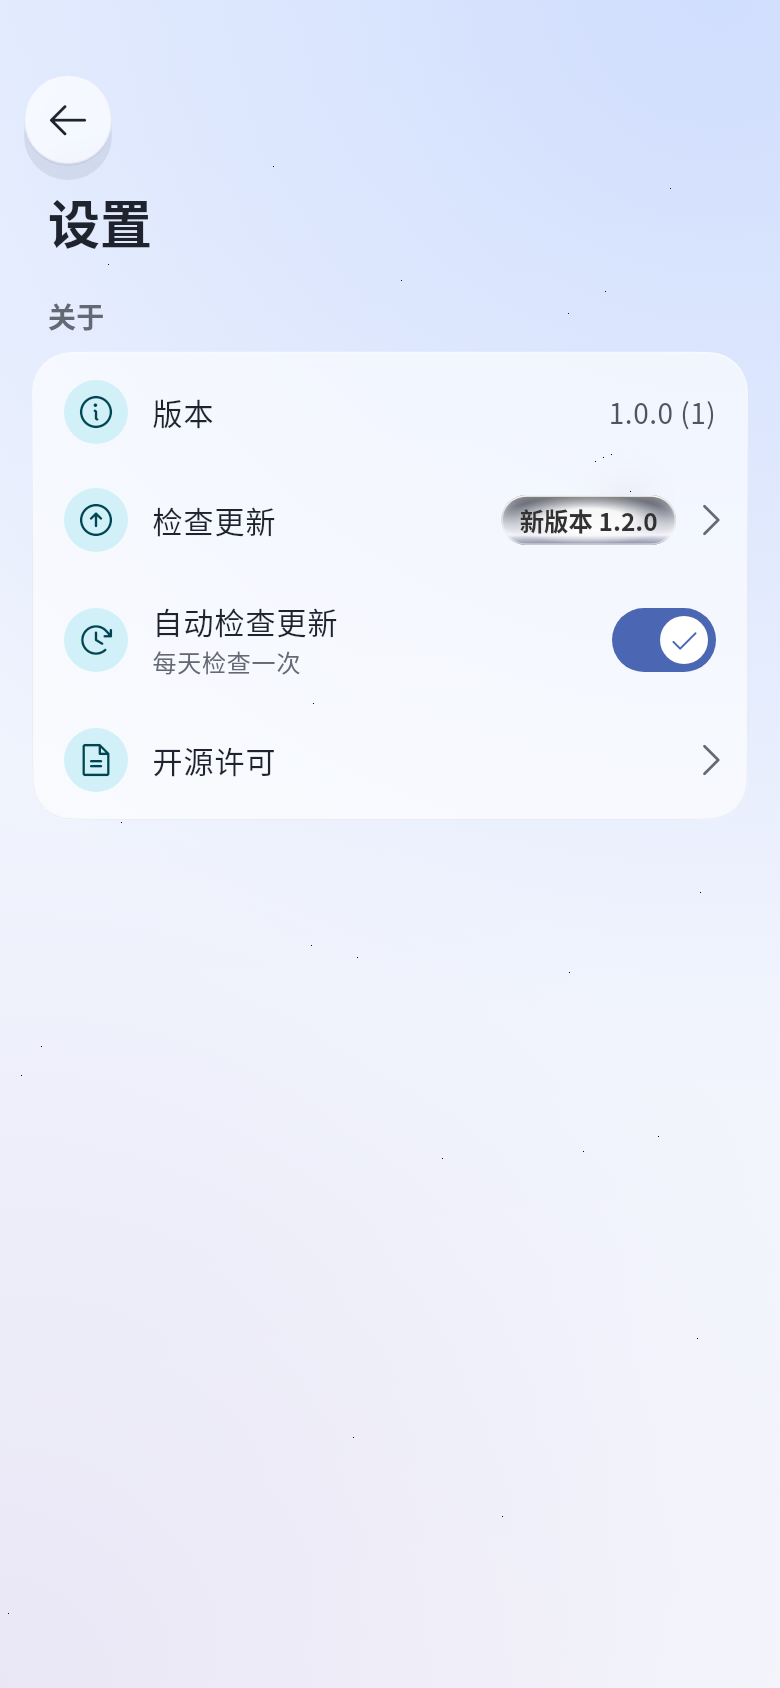 设置
关于
版本 1.0.0 (1)
检查更新 新版本 1.2.0
自动检查更新
每天检查一次
开源许可